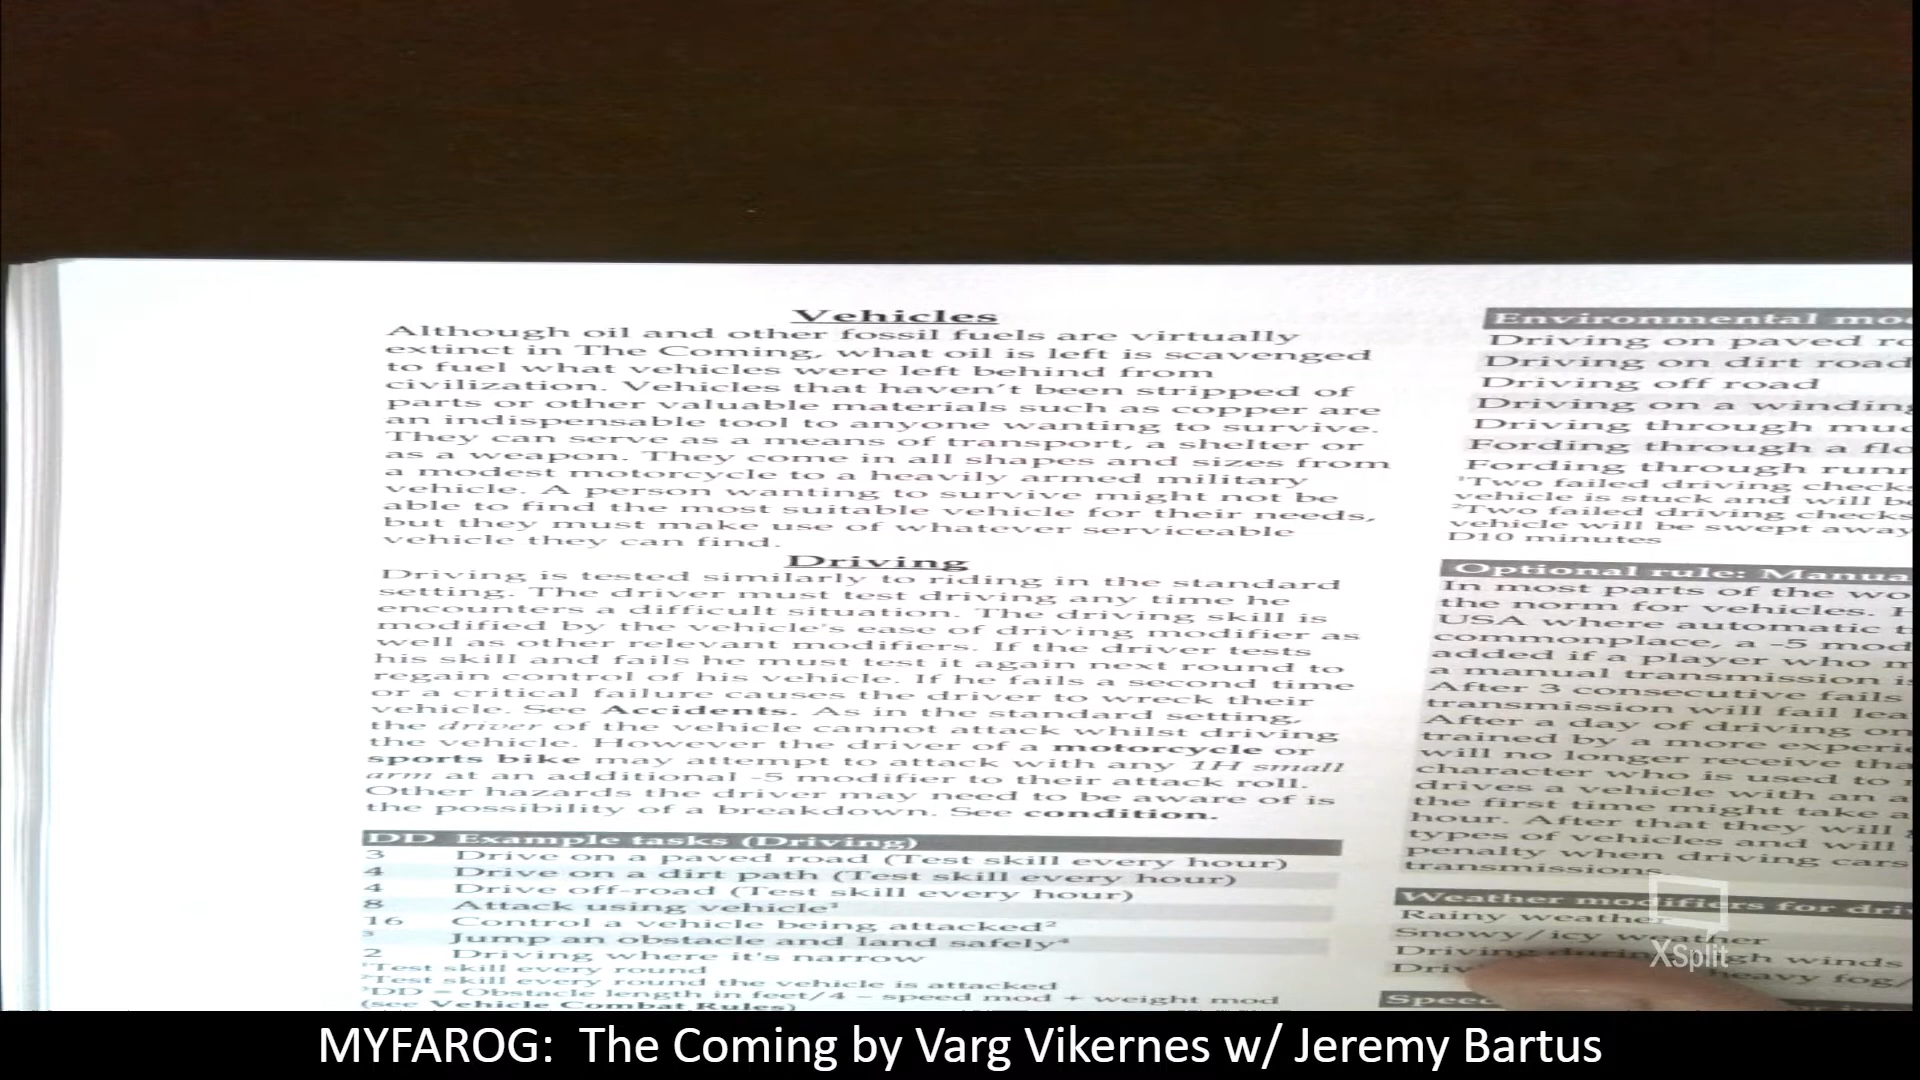 Vehicles
Although oil and other fossil fuels are virtually
extinct in The Coming, what oil is left is scavenged
to fuel what vehicles were left behind from
civilization. Vehicles that haven't been stripped of
parts or other valuable materials such as copper are
an indispensable tool to anyone wanting to survive.
They can serve as a means of transport, a shelter or
as a weapon. They come in all shapes and sizes from
a modest motorcycle to a heavily armed military
vehicle. A person wanting to survive might not be
able to find the most suitable vehicle for their needs,
but they must make use of whatever serviceable
vehicle they can find.
Driving
Driving is tested similarly to riding in the standard
setting. The driver must test driving any time he
encounters a difficult situation. The driving skill is
modified by the vehicle's ease of driving modifier as
well as other relevant modifiers. If the driver tests
his skill and fails he must test it again next round to
regain control of his vehicle. If he fails a second time
or a critical failure causes the driver to wreck their
vehicle. See Accidents. As in the standard setting,
the driver of the vehicle cannot attack whilst driving
the vehicle. However the driver of a motorcycle or
sports bike may attempt to attack with any 1H small
arm at an additional -5 modifier to their attack roll.
Other hazards the driver may need to be aware of is
the possibility of a breakdown. See condition.
DD Example tasks (Driving)
3 Drive on a paved road (Test skill every hour)
4 Drive on a dirt path (Test skill every hour)
4 Drive off-road (Test skill every hour)
8 Attack using vehicle¹
16 Control a vehicle being attacked²
³ Jump an obstacle and land safely⁴
2 Driving where it's narrow
¹Test skill every round
²Test skill every round the vehicle is attacked
³DD = Obstacle length in feet/4 – speed mod + weight mod
(see Vehicle Combat Rules)
Environmental
Driving on paved
Driving on dirt road
Driving off road
Driving on a winding
Driving through
Fording through a
Fording through
¹Two failed driving checks
vehicle is stuck and will
²Two failed driving checks
vehicle will be swept away
D10 minutes
Optional rule:
In most parts of the
the norm for vehicles.
USA where automatic
commonplace, a -5
added if a player who
a manual transmission
After 3 consecutive fails
transmission will fail
After a day of driving
trained by a more
will no longer receive
character who is used to
drives a vehicle with an
the first time might take a
hour. After that they will
types of vehicles and will
penalty when driving cars
transmissions.
Weather modifiers for
Rainy weather
Snowy/icy weather
Driving during high winds
heavy fog/
XSplit
MYFAROG: The Coming by Varg Vikernes w/ Jeremy Bartus